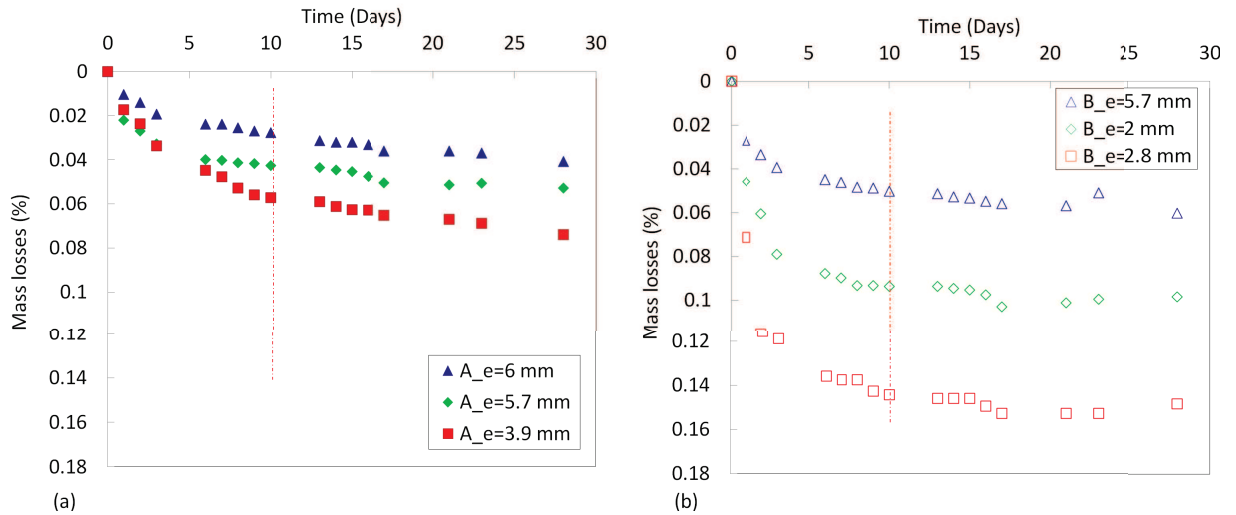 Time (Days)
0 5 10 15 20 25 30
0
0.02
0.04
0.06
0.08
0.1
0.12
0.14
0.16
0.18
Mass losses (%)
A_e=6 mm
A_e=5.7 mm
A_e=3.9 mm
(a)
Time (Days)
0 5 10 15 20 25 30
0
0.02
0.04
0.06
0.08
0.1
0.12
0.14
0.16
0.18
Mass losses (%)
B_e=5.7 mm
B_e=2 mm
B_e=2.8 mm
(b)